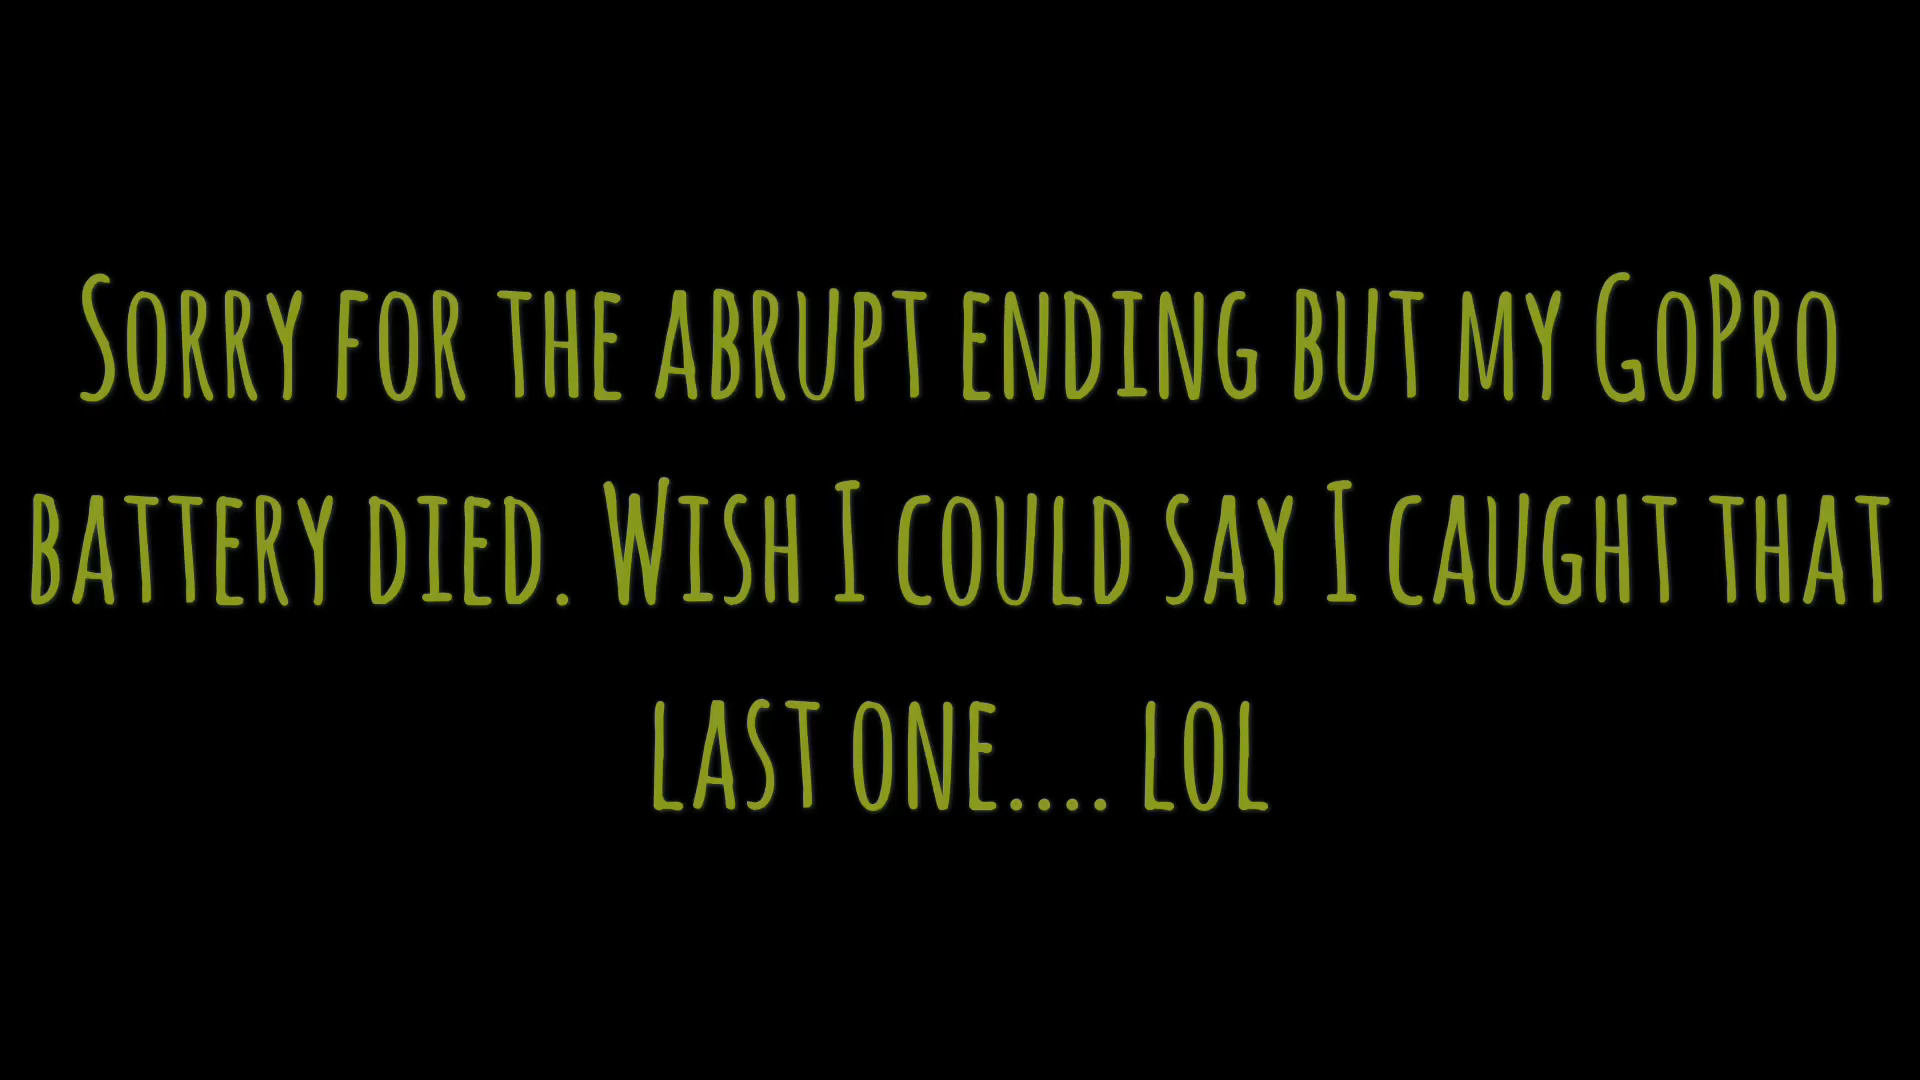 Sorry for the abrupt ending but my GoPro
battery died. Wish I could say I caught that
last one.... lol